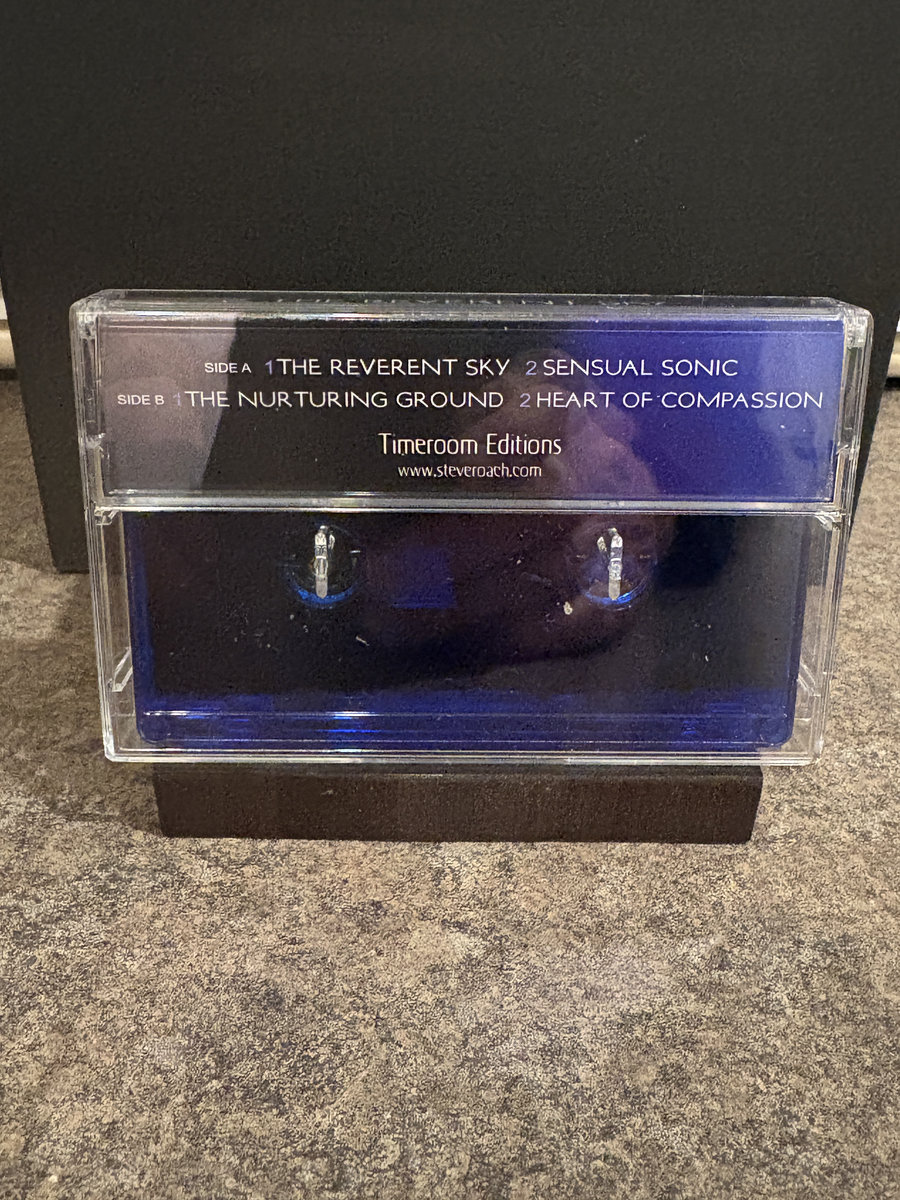 SIDE A 1 THE REVERENT SKY 2 SENSUAL SONIC
SIDE B 1 THE NURTURING GROUND 2 HEART OF COMPASSION
Timeroom Editions
www.steveroach.com